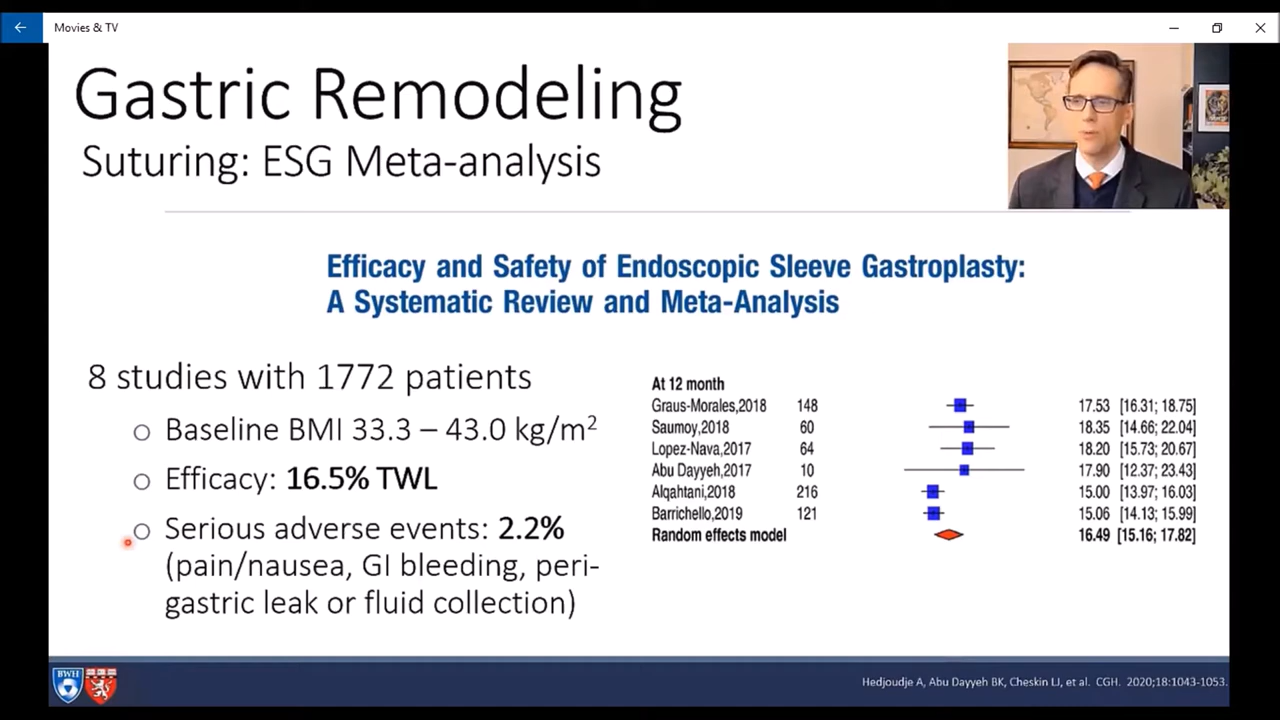 Movies & TV
Gastric Remodeling
Suturing: ESG Meta-analysis
Efficacy and Safety of Endoscopic Sleeve Gastroplasty:
A Systematic Review and Meta-Analysis
8 studies with 1772 patients
○ Baseline BMI 33.3 – 43.0 kg/m²
○ Efficacy: 16.5% TWL
○ Serious adverse events: 2.2%
(pain/nausea, GI bleeding, peri-
gastric leak or fluid collection)
At 12 month
Graus-Morales,2018 148 17.53 [16.31; 18.75]
Saumoy,2018 60 18.35 [14.66; 22.04]
Lopez-Nava,2017 64 18.20 [15.73; 20.67]
Abu Dayyeh,2017 10 17.90 [12.37; 23.43]
Alqahtani,2018 216 15.00 [13.97; 16.03]
Barrichello,2019 121 15.06 [14.13; 15.99]
Random effects model 16.49 [15.16; 17.82]
BWH
Hedjoudje A, Abu Dayyeh BK, Cheskin LJ, et al. CGH. 2020;18:1043-1053.